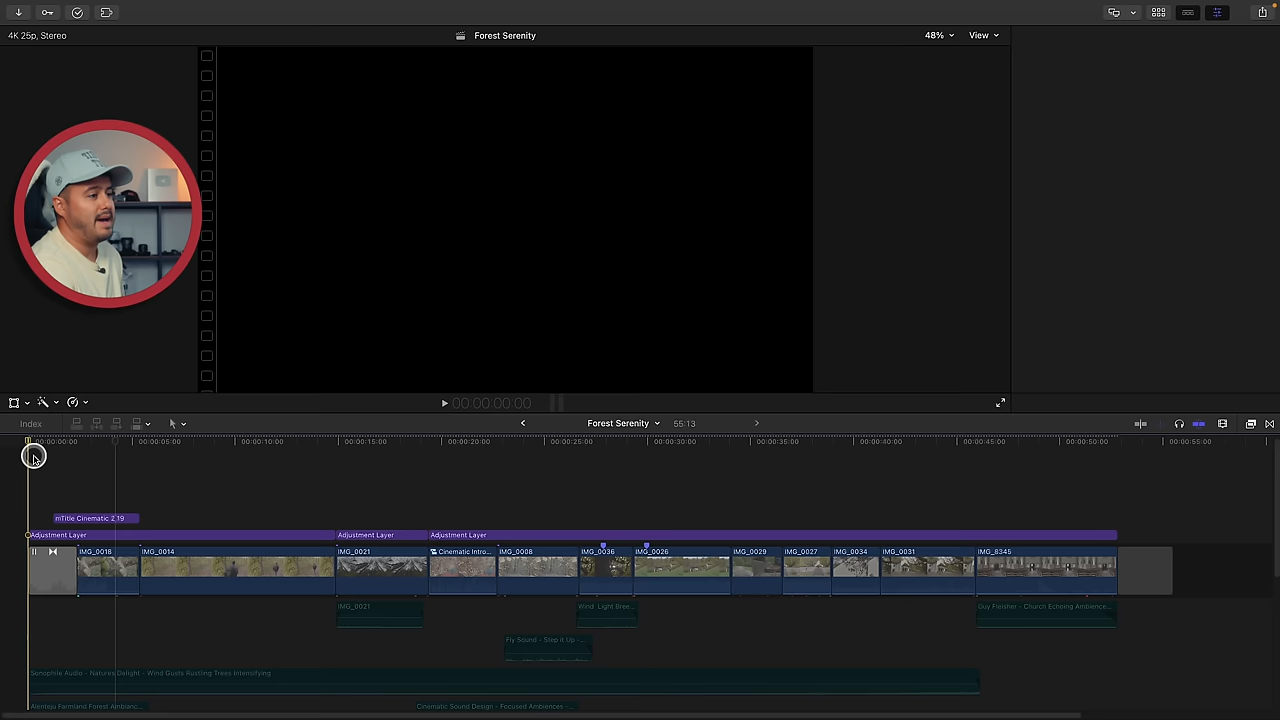 4K 25p, Stereo
Forest Serenity
48%
View
00:00:00:00
Index
Forest Serenity
55:13
00:00:00:00
00:00:05:00
00:00:10:00
00:00:15:00
00:00:20:00
00:00:25:00
00:00:30:00
00:00:35:00
00:00:40:00
00:00:45:00
00:00:50:00
00:00:55:00
mTitle Cinematic 2 19
Adjustment Layer
Adjustment Layer
Adjustment Layer
IMG_0018
IMG_0014
IMG_0021
Cinematic Intro...
IMG_0008
IMG_0036
IMG_0026
IMG_0029
IMG_0027
IMG_0034
IMG_0031
IMG_8345
IMG_0021
Wind Light Bree...
Guy Fleisher - Church Echoing Ambience...
Fly Sound - Step it Up -...
Sonophile Audio - Natures Delight - Wind Gusts Rustling Trees Intensifying
Alentejo Farmland Forest Ambianc...
Cinematic Sound Design - Focused Ambiences -...